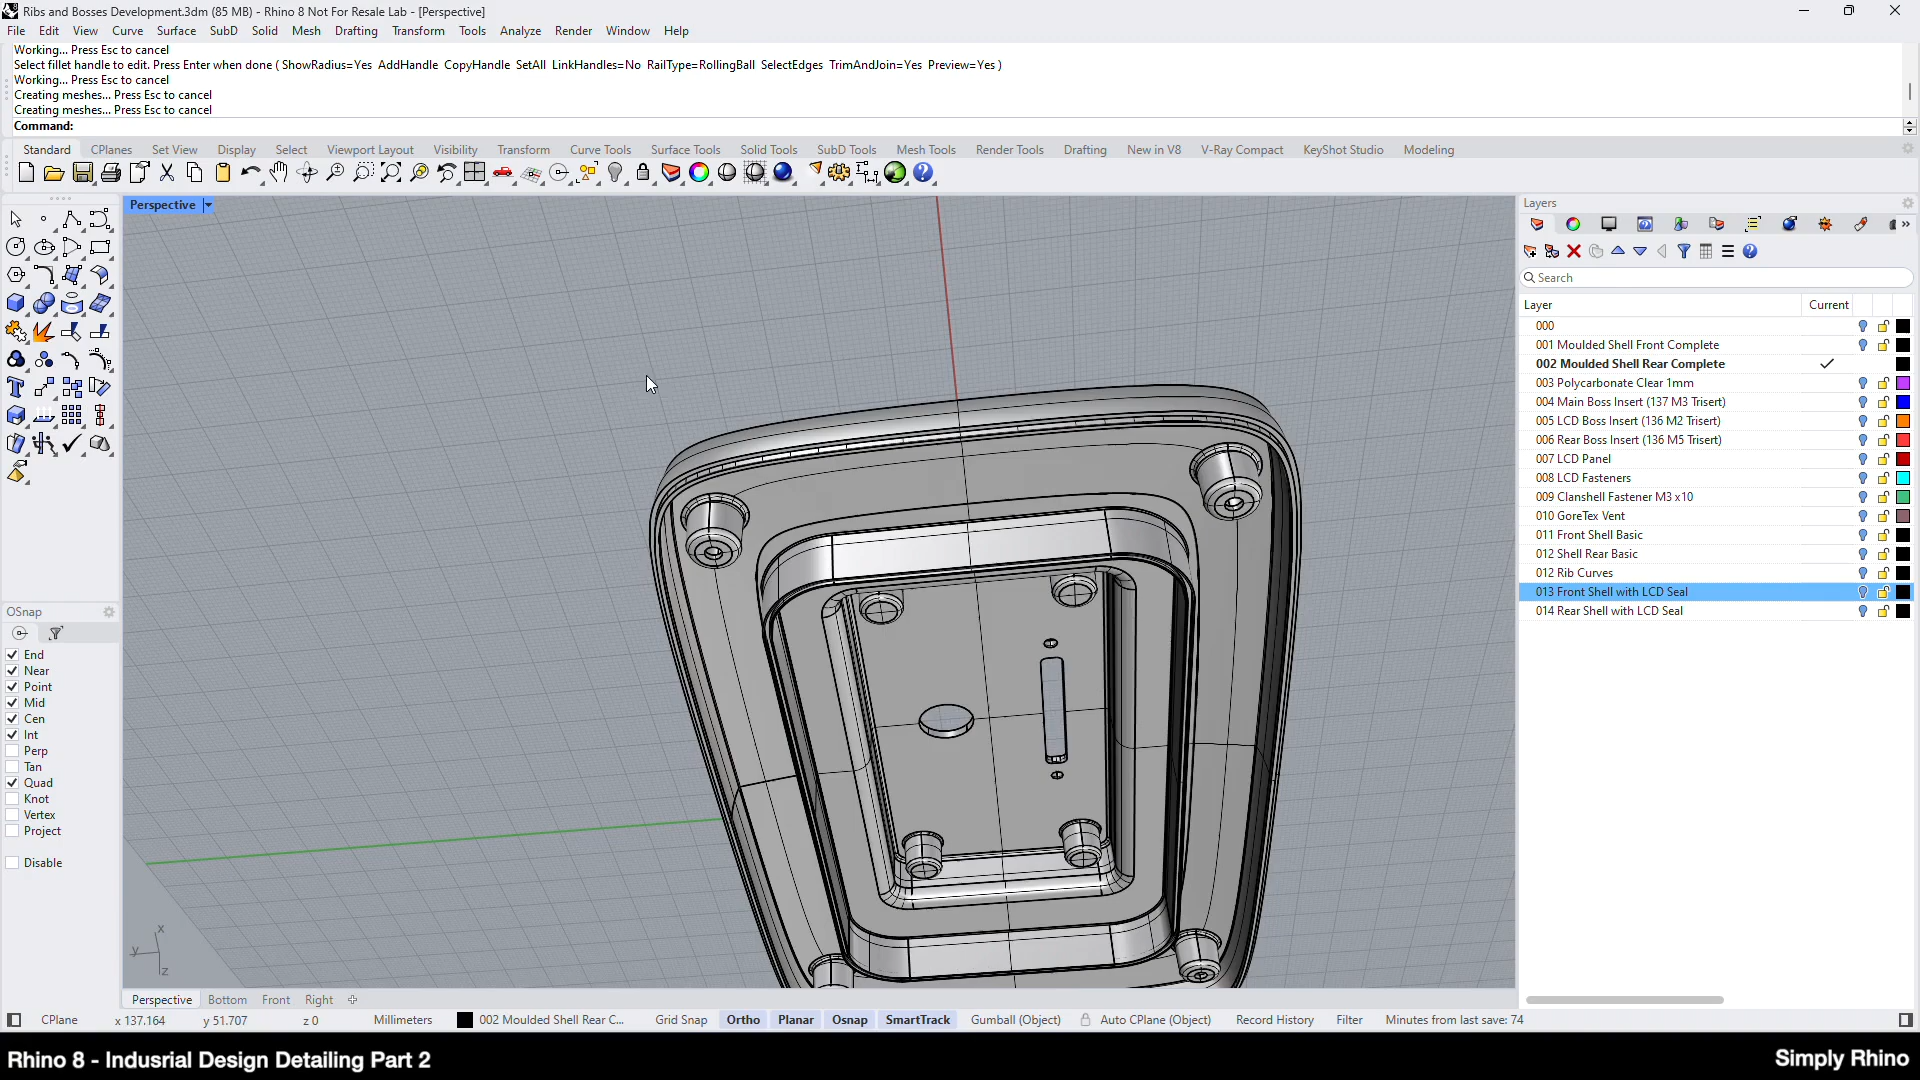 Ribs and Bosses Development.3dm (85 MB) - Rhino 8 Not For Resale Lab - [Perspective]
File Edit View Curve Surface SubD Solid Mesh Drafting Transform Tools Analyze Render Window Help
Working... Press Esc to cancel
Select fillet handle to edit. Press Enter when done ( ShowRadius=Yes AddHandle CopyHandle SetAll LinkHandles=No RailType=RollingBall SelectEdges TrimAndJoin=Yes Preview=Yes )
Working... Press Esc to cancel
Creating meshes... Press Esc to cancel
Creating meshes... Press Esc to cancel
Command:
Standard CPlanes Set View Display Select Viewport Layout Visibility Transform Curve Tools Surface Tools Solid Tools SubD Tools Mesh Tools Render Tools Drafting New in V8 V-Ray Compact KeyShot Studio Modeling
Perspective
Layers
Search
Layer Current
000
001 Moulded Shell Front Complete
002 Moulded Shell Rear Complete
003 Polycarbonate Clear 1mm
004 Main Boss Insert (137 M3 Trisert)
005 LCD Boss Insert (136 M2 Trisert)
006 Rear Boss Insert (136 M5 Trisert)
007 LCD Panel
008 LCD Fasteners
009 Clanshell Fastener M3 x10
010 GoreTex Vent
011 Front Shell Basic
012 Shell Rear Basic
012 Rib Curves
013 Front Shell with LCD Seal
014 Rear Shell with LCD Seal
OSnap
End
Near
Point
Mid
Cen
Int
Perp
Tan
Quad
Knot
Vertex
Project
Disable
x
y
z
Perspective Bottom Front Right
CPlane x 137.164 y 51.707 z 0 Millimeters 002 Moulded Shell Rear C... Grid Snap Ortho Planar Osnap SmartTrack Gumball (Object) Auto CPlane (Object) Record History Filter Minutes from last save: 74
Rhino 8 - Indusrial Design Detailing Part 2
Simply Rhino